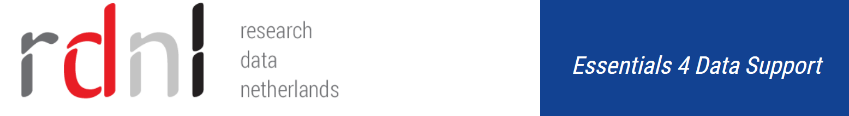 rdnl
research
data
netherlands
Essentials 4 Data Support